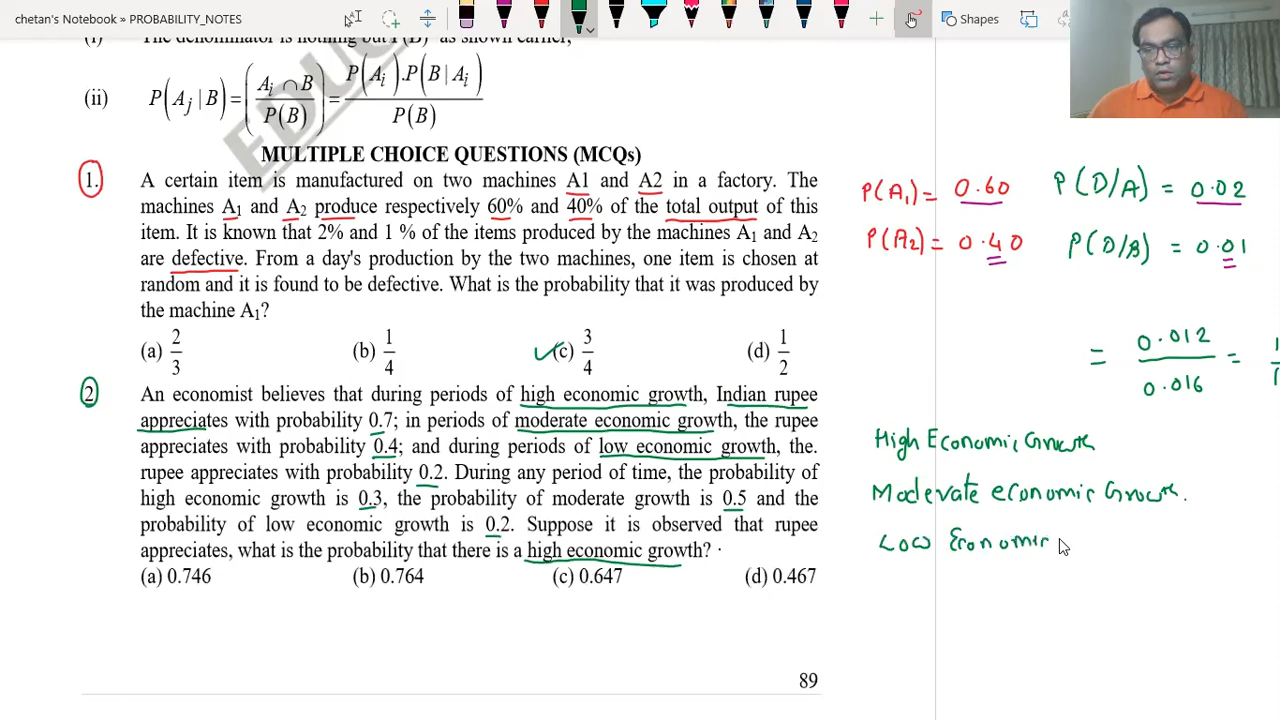 chetan's Notebook » PROBABILITY_NOTES
Shapes
(i) The denominator is nothing but P(B) as shown earlier,
(ii) P(Aj | B) = (Ai ∩ B / P(B)) = P(Ai).P(B | Ai) / P(B)
EDUC
MULTIPLE CHOICE QUESTIONS (MCQs)
1. A certain item is manufactured on two machines A1 and A2 in a factory. The
machines A1 and A2 produce respectively 60% and 40% of the total output of this
item. It is known that 2% and 1 % of the items produced by the machines A1 and A2
are defective. From a day's production by the two machines, one item is chosen at
random and it is found to be defective. What is the probability that it was produced by
the machine A1?
(a) 2/3 (b) 1/4 (c) 3/4 (d) 1/2
2 An economist believes that during periods of high economic growth, Indian rupee
appreciates with probability 0.7; in periods of moderate economic growth, the rupee
appreciates with probability 0.4; and during periods of low economic growth, the.
rupee appreciates with probability 0.2. During any period of time, the probability of
high economic growth is 0.3, the probability of moderate growth is 0.5 and the
probability of low economic growth is 0.2. Suppose it is observed that rupee
appreciates, what is the probability that there is a high economic growth? ·
(a) 0.746 (b) 0.764 (c) 0.647 (d) 0.467
89
P(A1) = 0.60 P(D/A) = 0.02
P(A2) = 0.40 P(D/B) = 0.01
= 0.012 / 0.016 =
High Economic Growth
Moderate economic Growth.
Low Economic